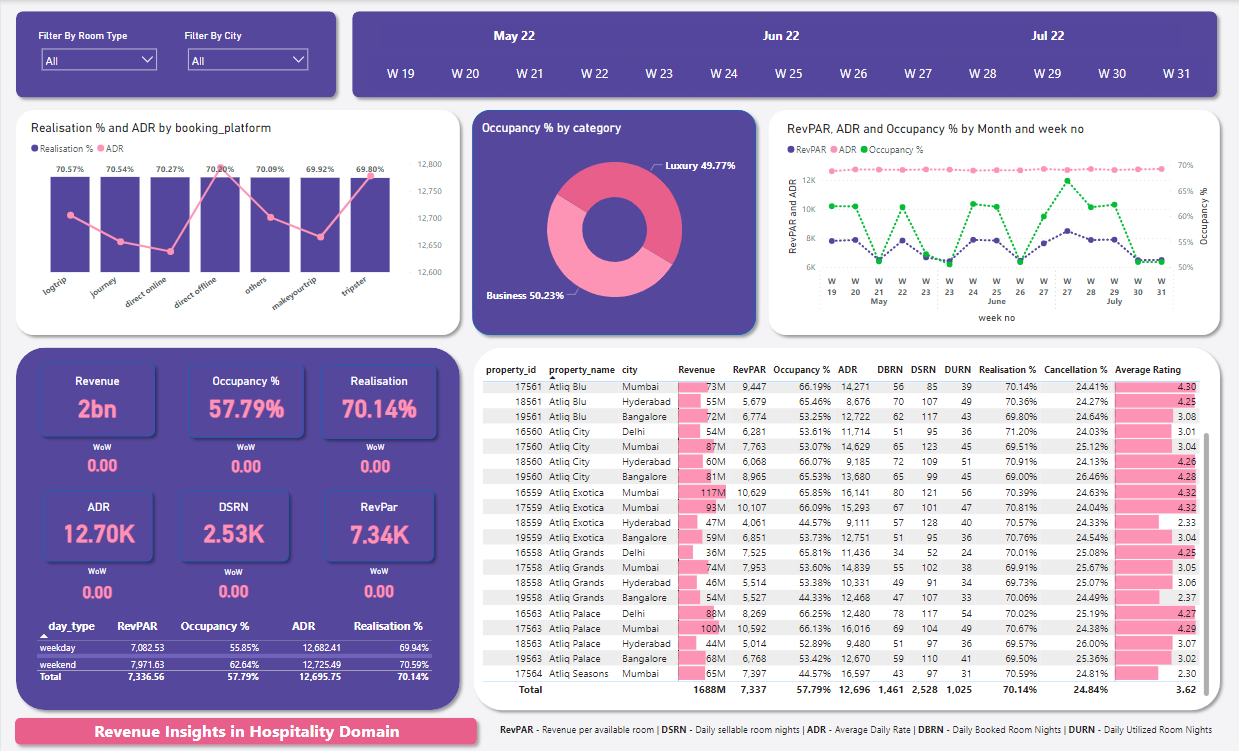 Filter By Room Type
All
Filter By City
All
May 22 Jun 22 Jul 22
W 19 W 20 W 21 W 22 W 23 W 24 W 25 W 26 W 27 W 28 W 29 W 30 W 31
Realisation % and ADR by booking_platform
Realisation % ADR
70.57% 70.54% 70.27% 70.20% 70.09% 69.92% 69.80%
12,800
12,750
12,700
12,650
12,600
logtrip journey direct online direct offline others makeyourtrip tripster
Occupancy % by category
Luxury 49.77%
Business 50.23%
RevPAR, ADR and Occupancy % by Month and week no
RevPAR ADR Occupancy %
RevPAR and ADR
12K
10K
8K
6K
70%
65%
60%
55%
50%
Occupancy %
W W W W W W W W W W W W W W W
19 20 21 22 23 23 24 25 26 27 27 28 29 30 31
May June July
week no
Revenue
2bn
WoW
0.00
Occupancy %
57.79%
WoW
0.00
Realisation
70.14%
WoW
0.00
ADR
12.70K
WoW
0.00
DSRN
2.53K
WoW
0.00
RevPar
7.34K
WoW
0.00
day_type RevPAR Occupancy % ADR Realisation %
weekday 7,082.53 55.85% 12,682.41 69.94%
weekend 7,971.63 62.64% 12,725.49 70.59%
Total 7,336.56 57.79% 12,695.75 70.14%
property_id property_name city Revenue RevPAR Occupancy % ADR DBRN DSRN DURN Realisation % Cancellation % Average Rating
17561 Atliq Blu Mumbai 73M 9,447 66.19% 14,271 56 85 39 70.14% 24.41% 4.30
18561 Atliq Blu Hyderabad 55M 5,679 65.46% 8,676 70 107 49 70.36% 24.27% 4.25
19561 Atliq Blu Bangalore 72M 6,774 53.25% 12,722 62 117 43 69.80% 24.64% 3.08
16560 Atliq City Delhi 54M 6,281 53.61% 11,714 51 95 36 71.20% 24.03% 3.01
17560 Atliq City Mumbai 87M 7,763 53.07% 14,629 65 123 45 69.51% 25.12% 3.04
18560 Atliq City Hyderabad 60M 6,068 66.07% 9,185 72 109 51 70.91% 24.13% 4.26
19560 Atliq City Bangalore 81M 8,965 65.53% 13,680 65 99 45 69.00% 26.46% 4.28
16559 Atliq Exotica Mumbai 117M 10,629 65.85% 16,141 80 121 56 70.39% 24.63% 4.32
17559 Atliq Exotica Mumbai 93M 10,107 66.09% 15,293 67 101 47 70.81% 24.04% 4.32
18559 Atliq Exotica Hyderabad 47M 4,061 44.57% 9,111 57 128 40 70.57% 24.33% 2.33
19559 Atliq Exotica Bangalore 59M 6,851 53.73% 12,751 51 95 36 70.76% 24.54% 3.04
16558 Atliq Grands Delhi 36M 7,525 65.81% 11,436 34 52 24 70.01% 25.08% 4.25
17558 Atliq Grands Mumbai 74M 7,953 53.60% 14,839 55 102 38 69.91% 25.67% 3.05
18558 Atliq Grands Hyderabad 46M 5,514 53.38% 10,331 49 91 34 69.73% 25.07% 3.06
19558 Atliq Grands Bangalore 54M 5,527 44.33% 12,468 47 107 33 70.06% 24.49% 2.37
16563 Atliq Palace Delhi 88M 8,269 66.25% 12,480 78 117 54 70.02% 25.19% 4.27
17563 Atliq Palace Mumbai 100M 10,592 66.13% 16,016 69 104 49 70.67% 24.38% 4.29
18563 Atliq Palace Hyderabad 44M 5,014 52.89% 9,480 51 97 36 69.57% 26.00% 3.07
19563 Atliq Palace Bangalore 68M 6,768 53.42% 12,670 59 110 41 69.50% 25.36% 3.02
17564 Atliq Seasons Mumbai 65M 7,397 44.57% 16,597 43 97 31 70.59% 24.81% 2.30
Total 1688M 7,337 57.79% 12,696 1,461 2,528 1,025 70.14% 24.84% 3.62
Revenue Insights in Hospitality Domain
RevPAR - Revenue per available room | DSRN - Daily sellable room nights | ADR - Average Daily Rate | DBRN - Daily Booked Room Nights | DURN - Daily Utilized Room Nights